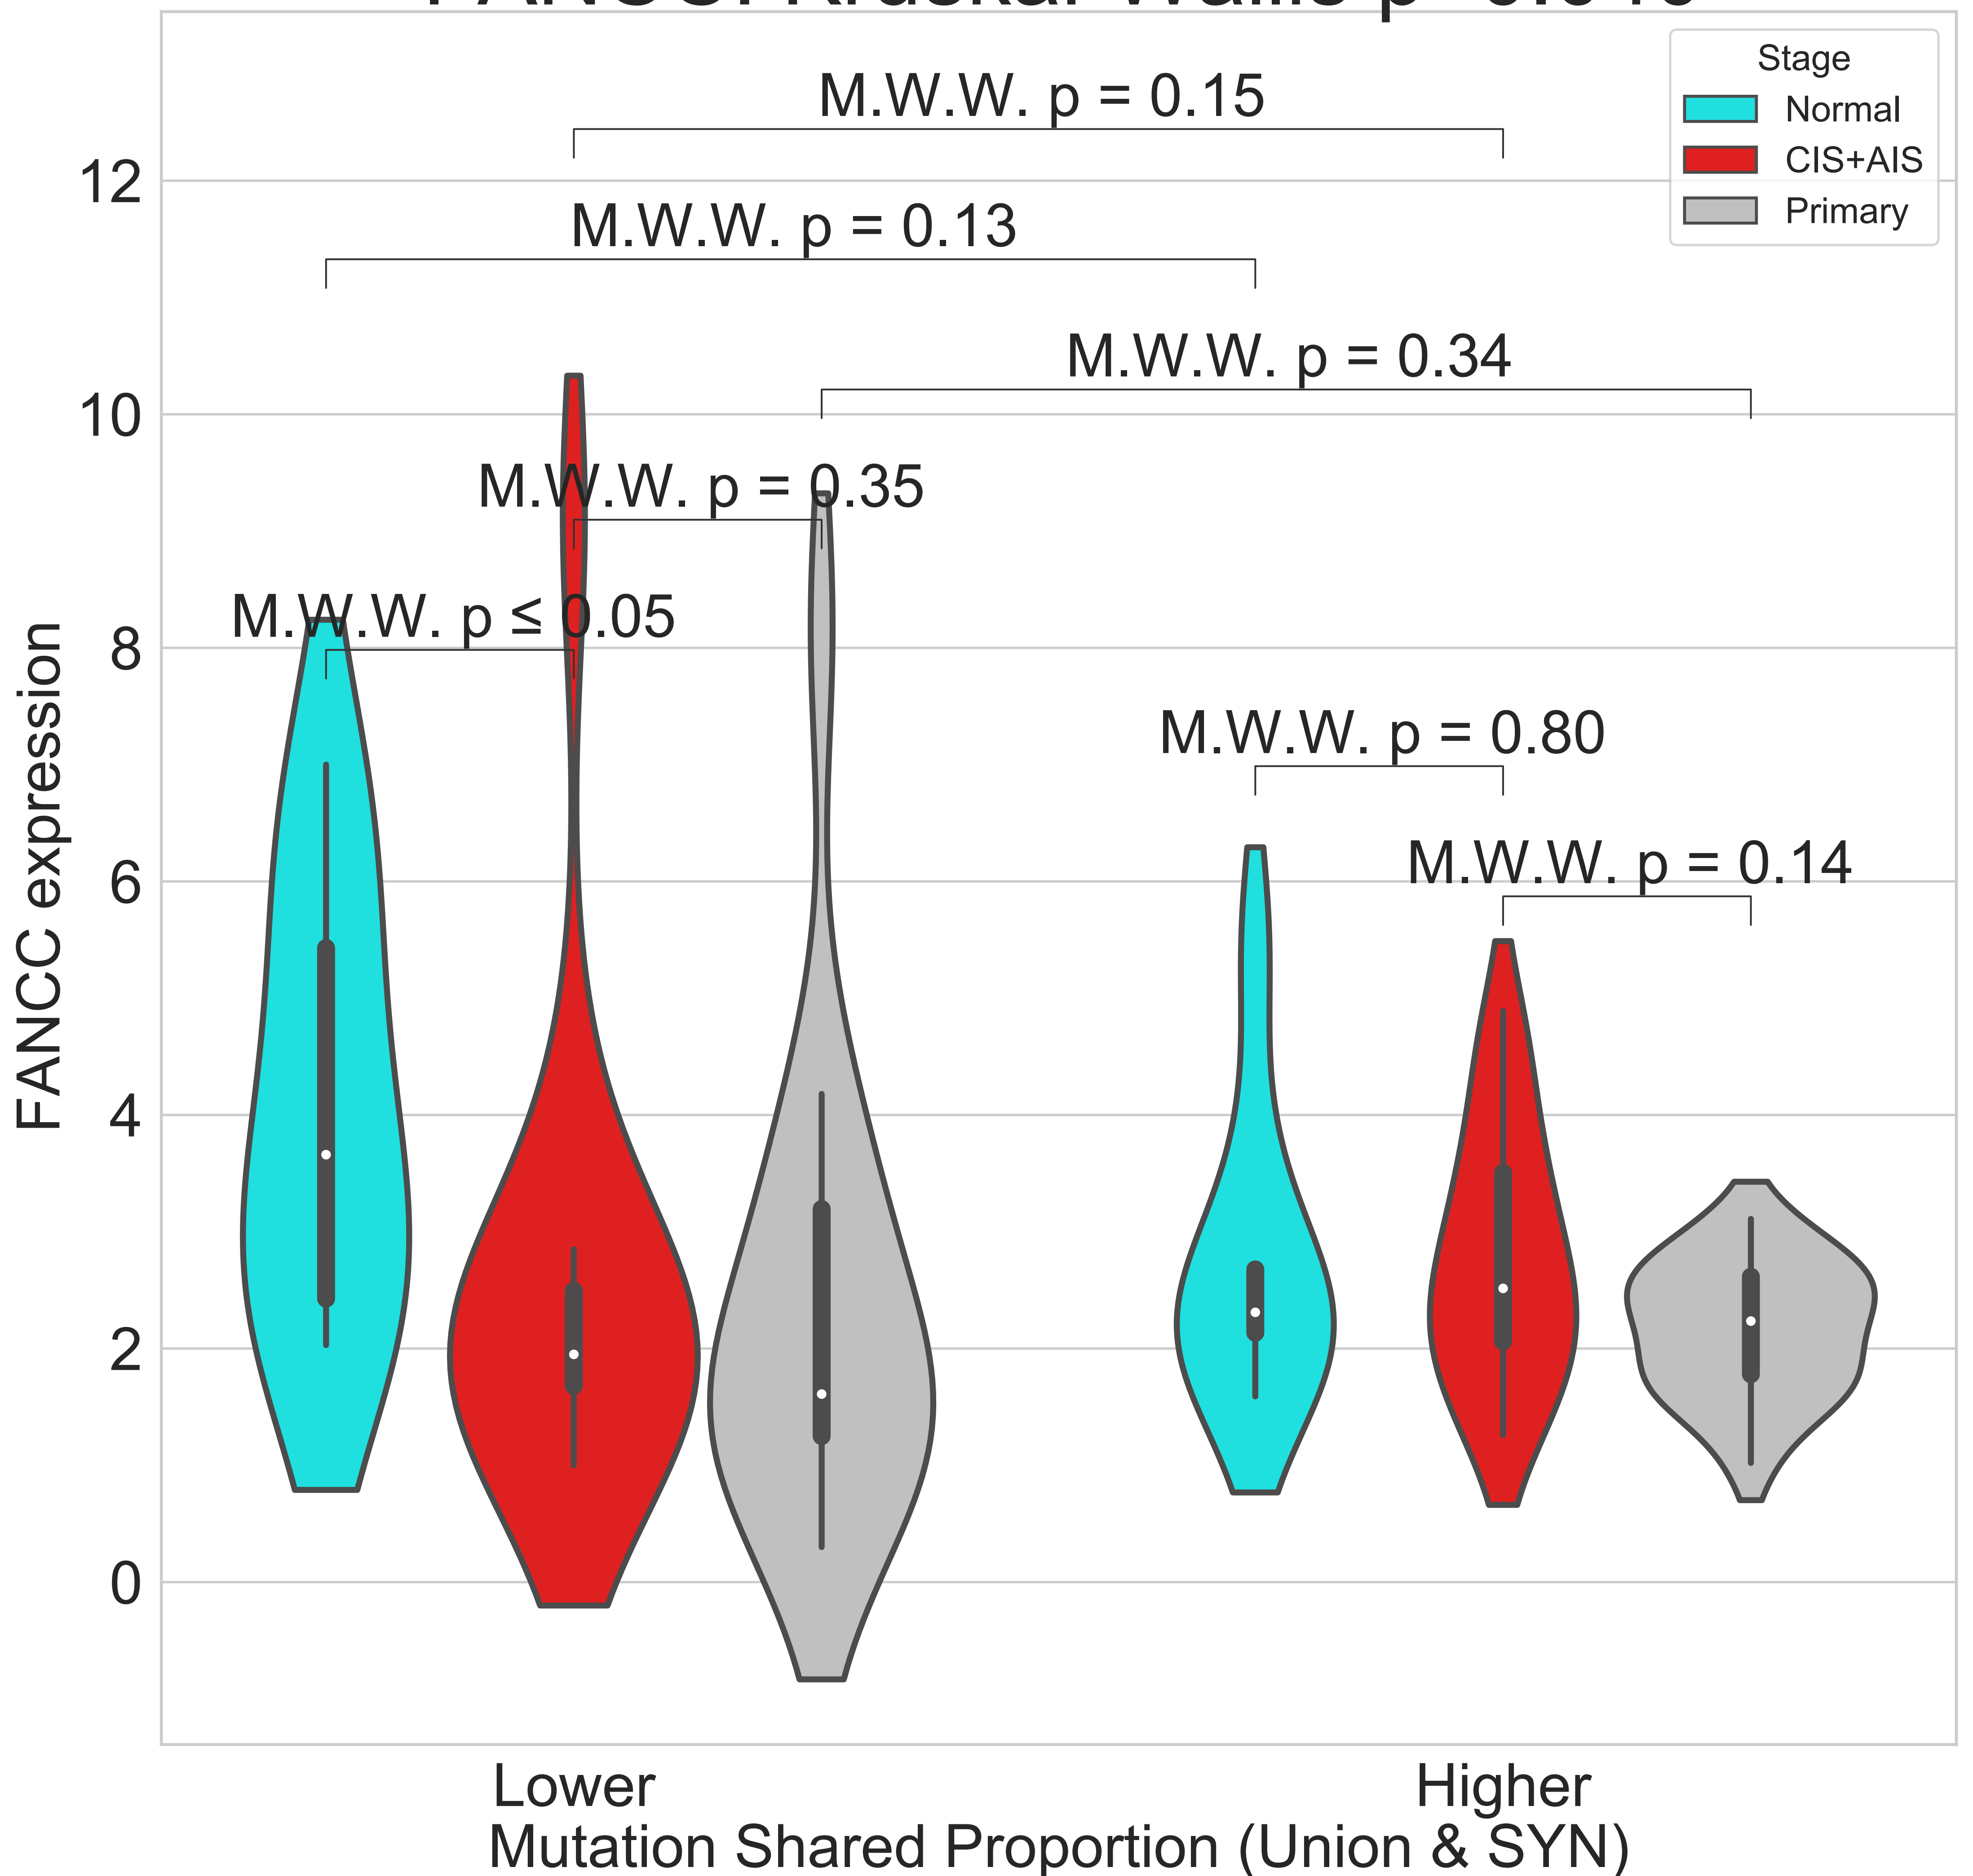 Stage
Normal
CIS+AIS
Primary
M.W.W. p = 0.15
M.W.W. p = 0.13
M.W.W. p = 0.34
M.W.W. p = 0.35
M.W.W. p ≤ 0.05
M.W.W. p = 0.80
M.W.W. p = 0.14
12
10
8
6
4
2
0
FANCC expression
Lower
Higher
Mutation Shared Proportion (Union & SYN)